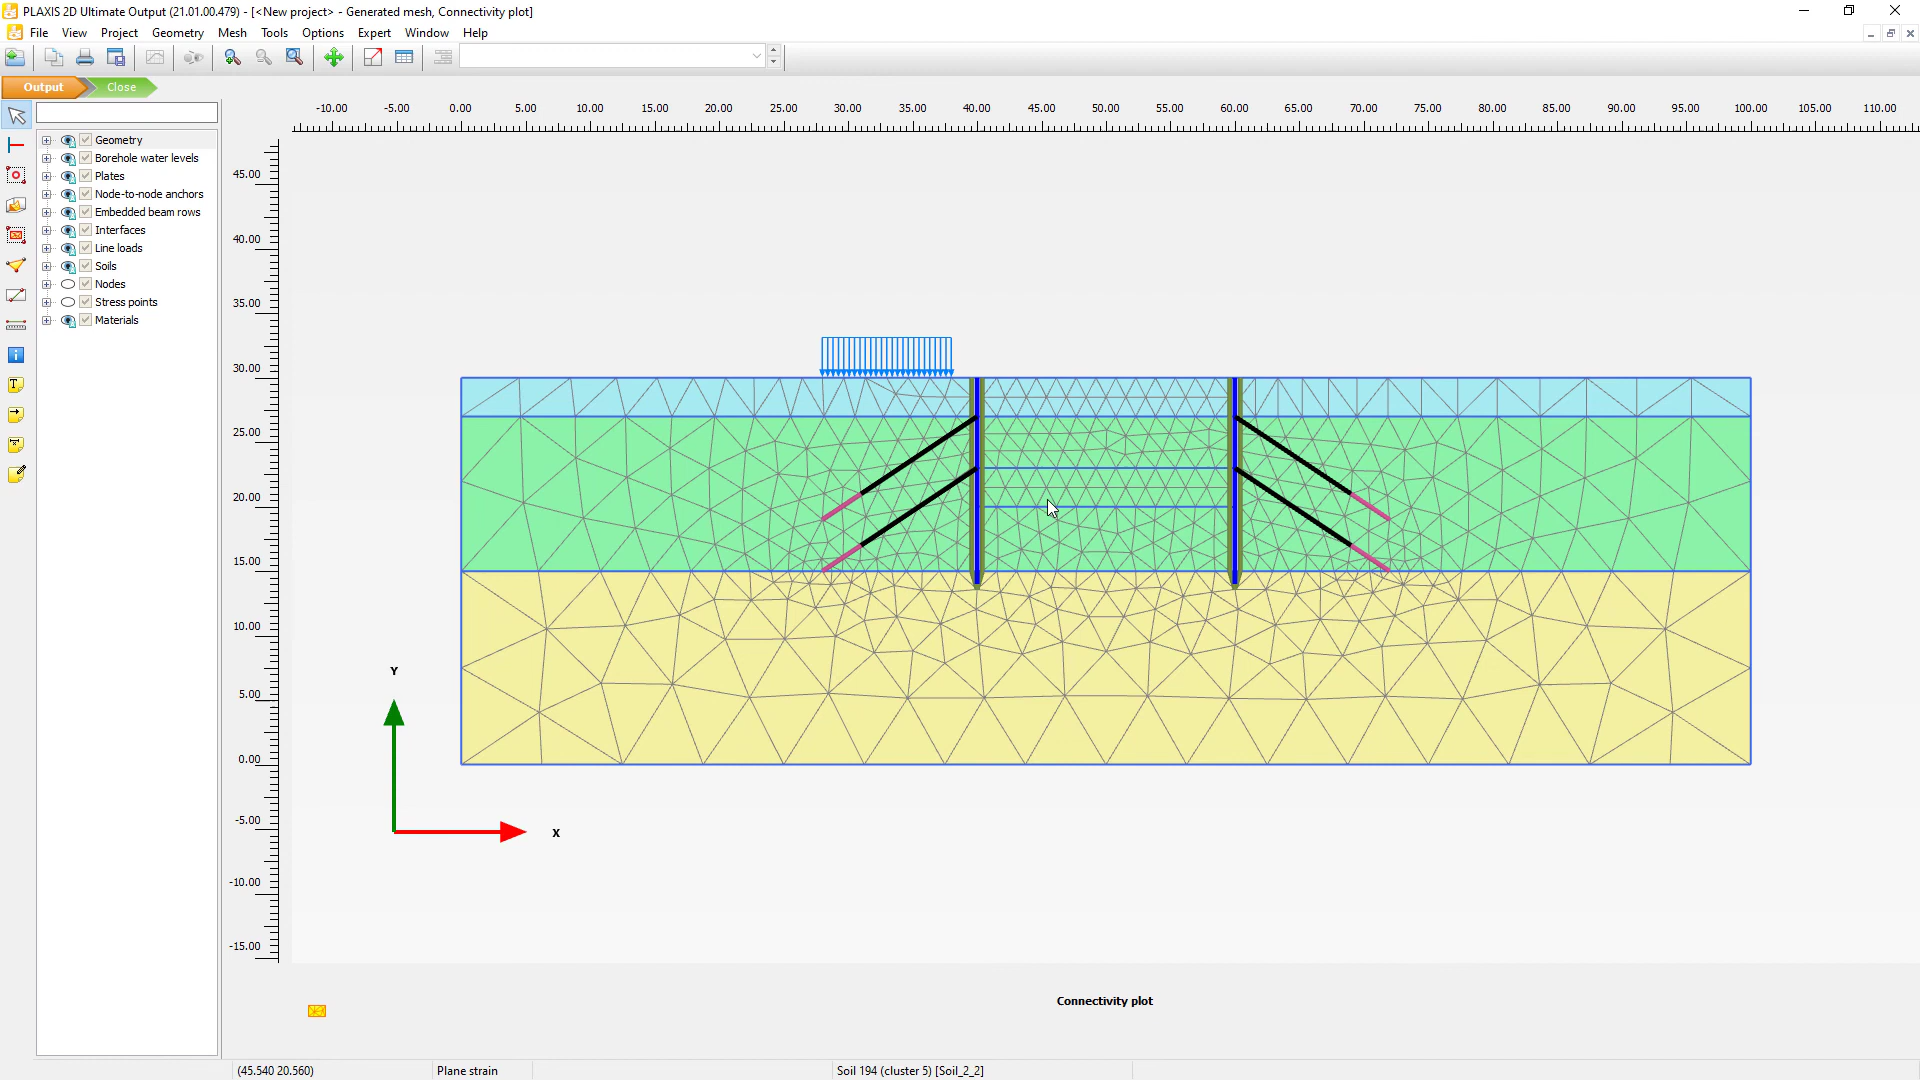 PLAXIS 2D Ultimate Output (21.01.00.479) - [<New project> - Generated mesh, Connectivity plot]
File View Project Geometry Mesh Tools Options Expert Window Help
Output Close
-10.00 -5.00 0.00 5.00 10.00 15.00 20.00 25.00 30.00 35.00 40.00 45.00 50.00 55.00 60.00 65.00 70.00 75.00 80.00 85.00 90.00 95.00 100.00 105.00 110.00
Geometry
Borehole water levels
Plates
Node-to-node anchors
Embedded beam rows
Interfaces
Line loads
Soils
Nodes
Stress points
Materials
45.00
40.00
35.00
30.00
25.00
20.00
15.00
10.00
5.00
0.00
-5.00
-10.00
-15.00
Y
X
Connectivity plot
(45.540 20.560) Plane strain Soil 194 (cluster 5) [Soil_2_2]